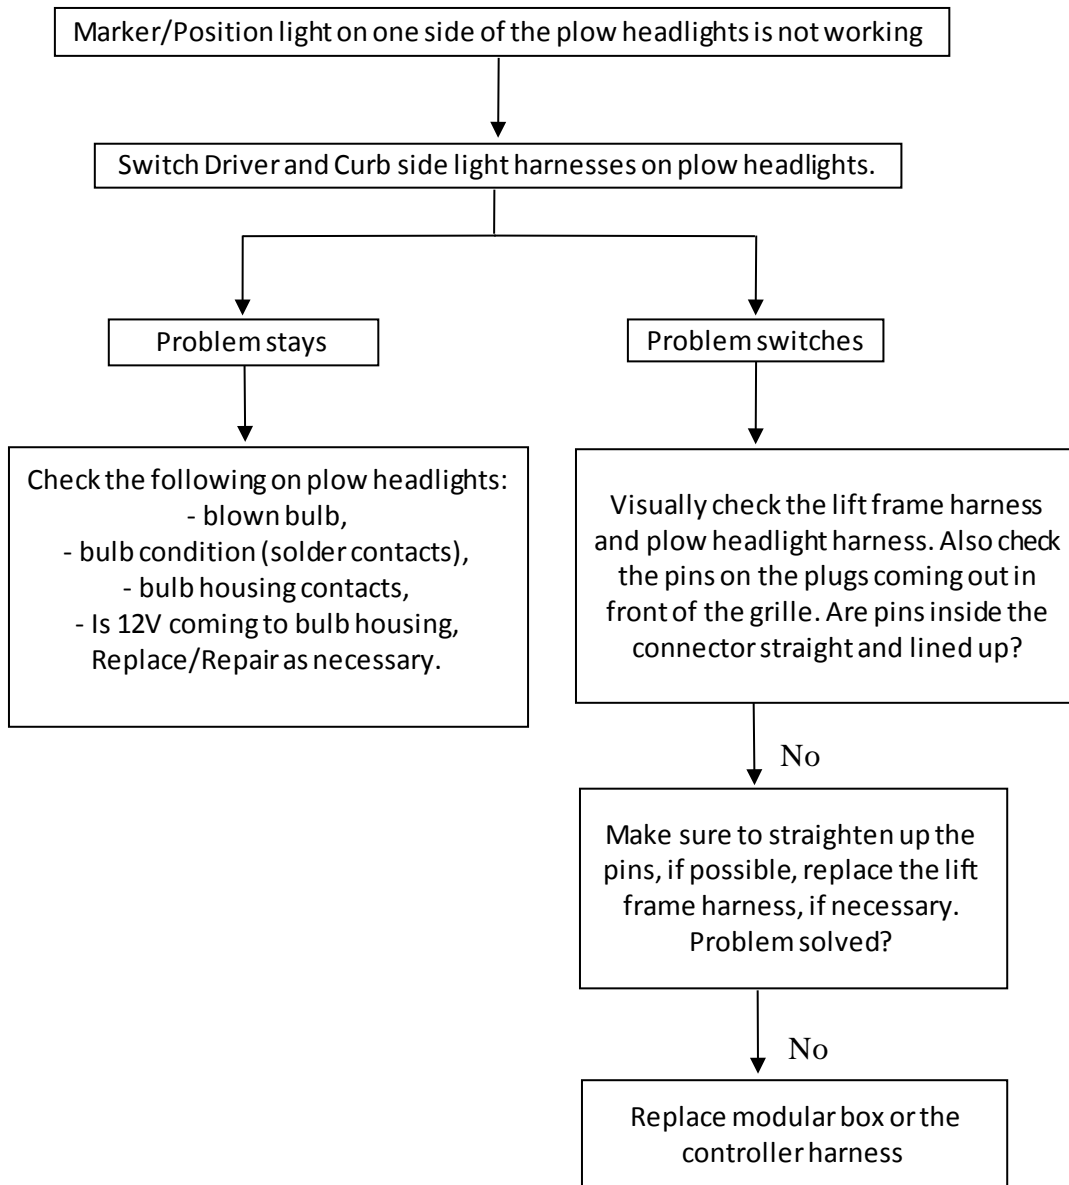 Marker/Position light on one side of the plow headlights is not working
Switch Driver and Curb side light harnesses on plow headlights.
Problem stays
Problem switches
Check the following on plow headlights:
- blown bulb,
- bulb condition (solder contacts),
- bulb housing contacts,
- Is 12V coming to bulb housing,
Replace/Repair as necessary.
Visually check the lift frame harness
and plow headlight harness. Also check
the pins on the plugs coming out in
front of the grille. Are pins inside the
connector straight and lined up?
No
Make sure to straighten up the
pins, if possible, replace the lift
frame harness, if necessary.
Problem solved?
No
Replace modular box or the
controller harness